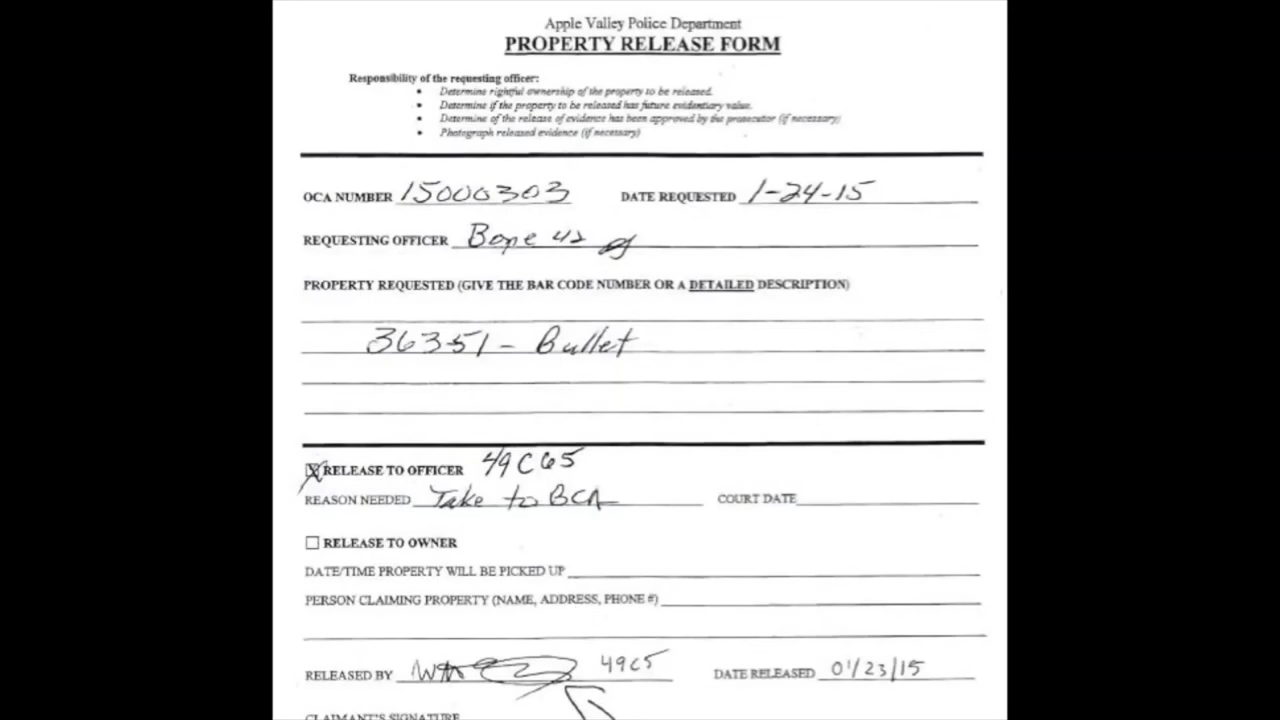 Apple Valley Police Department
PROPERTY RELEASE FORM
Responsibility of the requesting officer:
• Determine rightful ownership of the property to be released.
• Determine if the property to be released has future evidentiary value.
• Determine of the release of evidence has been approved by the prosecutor (if necessary)
• Photograph released evidence (if necessary)
OCA NUMBER 15000303 DATE REQUESTED 1-24-15
REQUESTING OFFICER Bone 42
PROPERTY REQUESTED (GIVE THE BAR CODE NUMBER OR A DETAILED DESCRIPTION)
36351 - Bullet
RELEASE TO OFFICER 49C65
REASON NEEDED Take to BCA COURT DATE
RELEASE TO OWNER
DATE/TIME PROPERTY WILL BE PICKED UP
PERSON CLAIMING PROPERTY (NAME, ADDRESS, PHONE #)
RELEASED BY 49C5 DATE RELEASED 01/23/15
CLAIMANT'S SIGNATURE